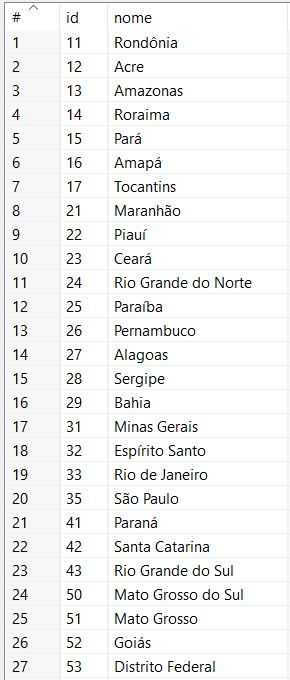 # id nome
1 11 Rondônia
2 12 Acre
3 13 Amazonas
4 14 Roraima
5 15 Pará
6 16 Amapá
7 17 Tocantins
8 21 Maranhão
9 22 Piauí
10 23 Ceará
11 24 Rio Grande do Norte
12 25 Paraíba
13 26 Pernambuco
14 27 Alagoas
15 28 Sergipe
16 29 Bahia
17 31 Minas Gerais
18 32 Espírito Santo
19 33 Rio de Janeiro
20 35 São Paulo
21 41 Paraná
22 42 Santa Catarina
23 43 Rio Grande do Sul
24 50 Mato Grosso do Sul
25 51 Mato Grosso
26 52 Goiás
27 53 Distrito Federal